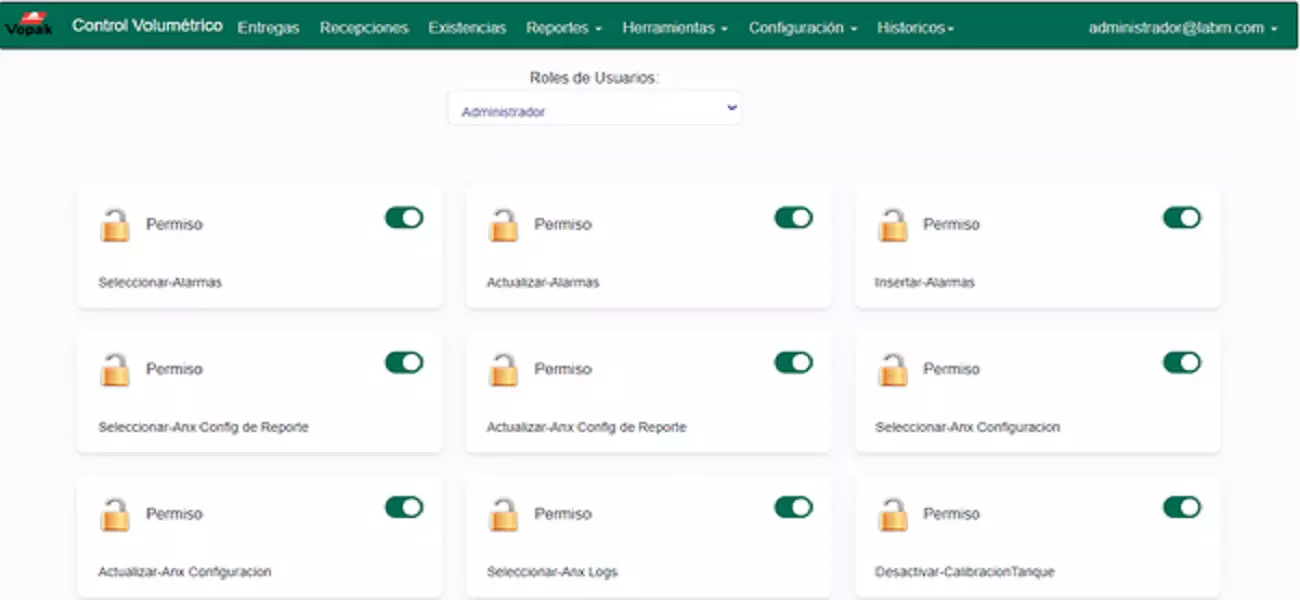 Vopak Control Volumétrico Entregas Recepciones Existencias Reportes Herramientas Configuración Historicos administrador@labm.com
Roles de Usuarios:
Administrador
Permiso Permiso Permiso
Seleccionar-Alarmas Actualizar-Alarmas Insertar-Alarmas
Permiso Permiso Permiso
Seleccionar-Anx Config de Reporte Actualizar-Anx Config de Reporte Seleccionar-Anx Configuracion
Permiso Permiso Permiso
Actualizar-Anx Configuracion Seleccionar-Anx Logs Desactivar-CalibracionTanque